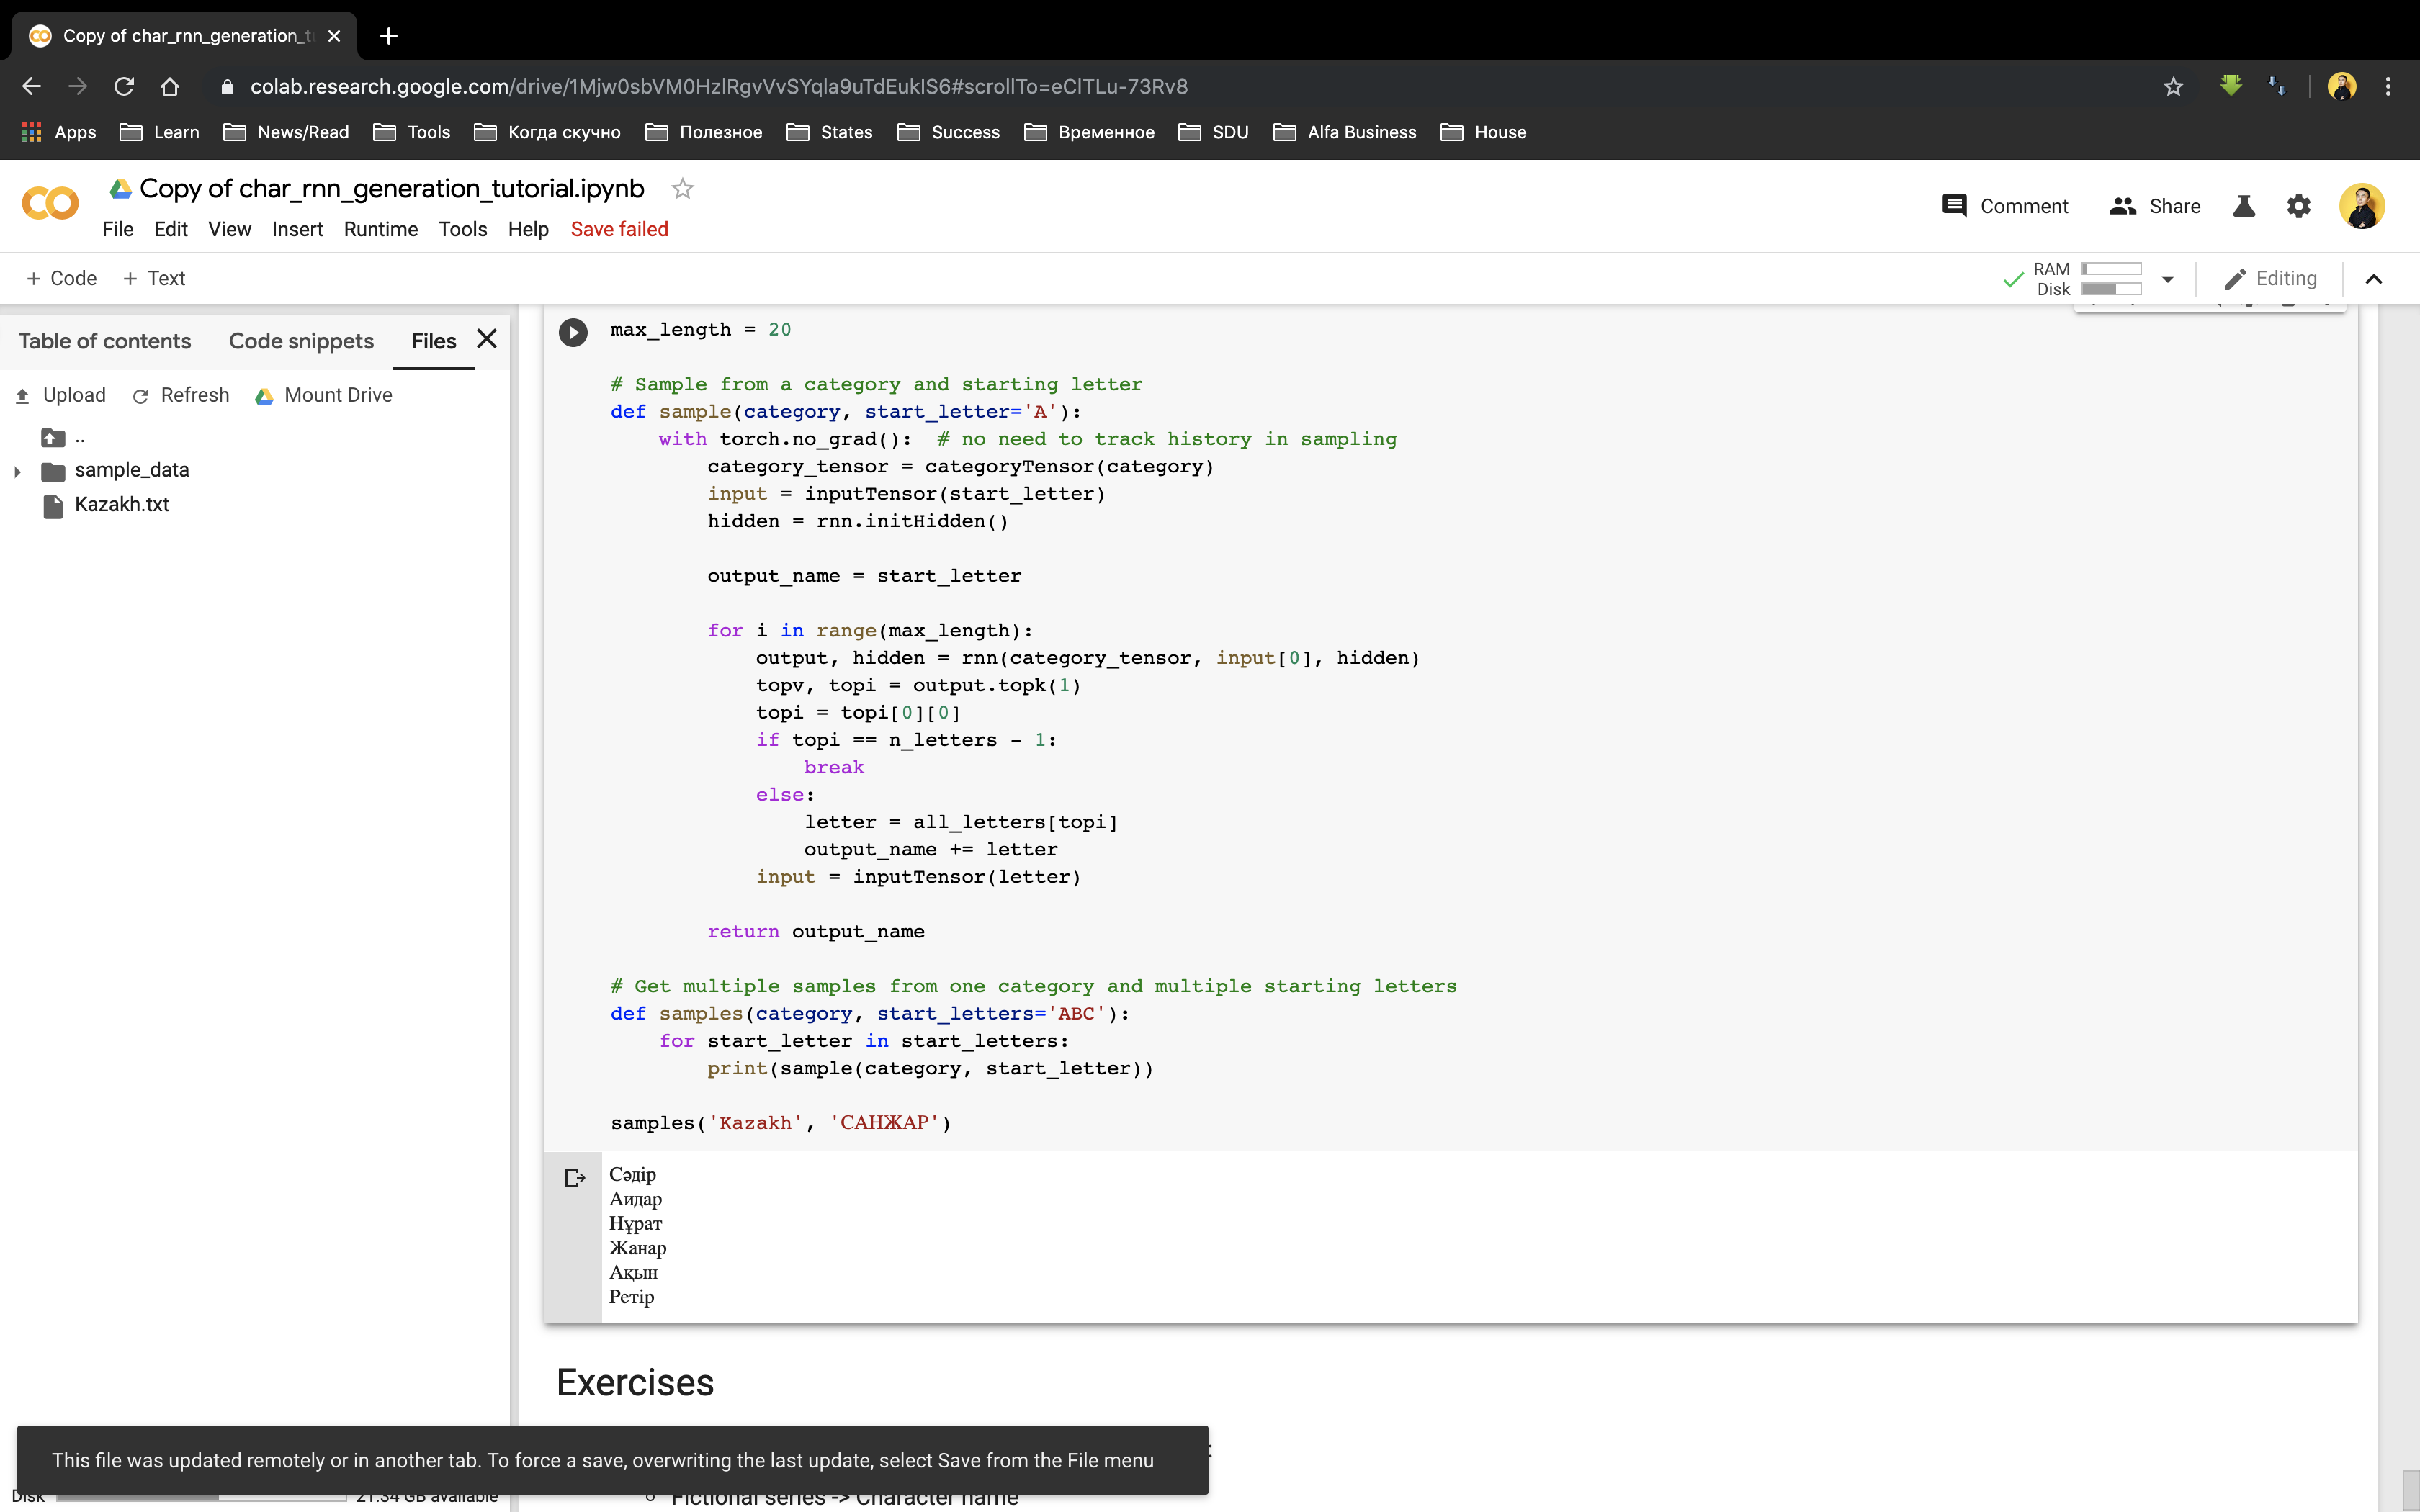 Copy of char_rnn_generation_t
colab.research.google.com/drive/1Mjw0sbVM0HzlRgvVvSYqla9uTdEukIS6#scrollTo=eClTLu-73Rv8
Apps Learn News/Read Tools Когда скучно Полезное States Success Временное SDU Alfa Business House
Copy of char_rnn_generation_tutorial.ipynb
Comment Share
File Edit View Insert Runtime Tools Help Save failed
+ Code + Text
RAM
Disk
Editing
Table of contents Code snippets Files
Upload Refresh Mount Drive
..
sample_data
Kazakh.txt
max_length = 20
# Sample from a category and starting letter
def sample(category, start_letter='A'):
    with torch.no_grad():  # no need to track history in sampling
        category_tensor = categoryTensor(category)
        input = inputTensor(start_letter)
        hidden = rnn.initHidden()
        output_name = start_letter
        for i in range(max_length):
            output, hidden = rnn(category_tensor, input[0], hidden)
            topv, topi = output.topk(1)
            topi = topi[0][0]
            if topi == n_letters - 1:
                break
            else:
                letter = all_letters[topi]
                output_name += letter
            input = inputTensor(letter)
        return output_name
# Get multiple samples from one category and multiple starting letters
def samples(category, start_letters='ABC'):
    for start_letter in start_letters:
        print(sample(category, start_letter))
samples('Kazakh', 'САНЖАР')
Сәдір
Аидар
Нұрат
Жанар
Ақын
Ретір
Exercises
This file was updated remotely or in another tab. To force a save, overwriting the last update, select Save from the File menu
Disk 21.34 GB available
Fictional series -> Character name